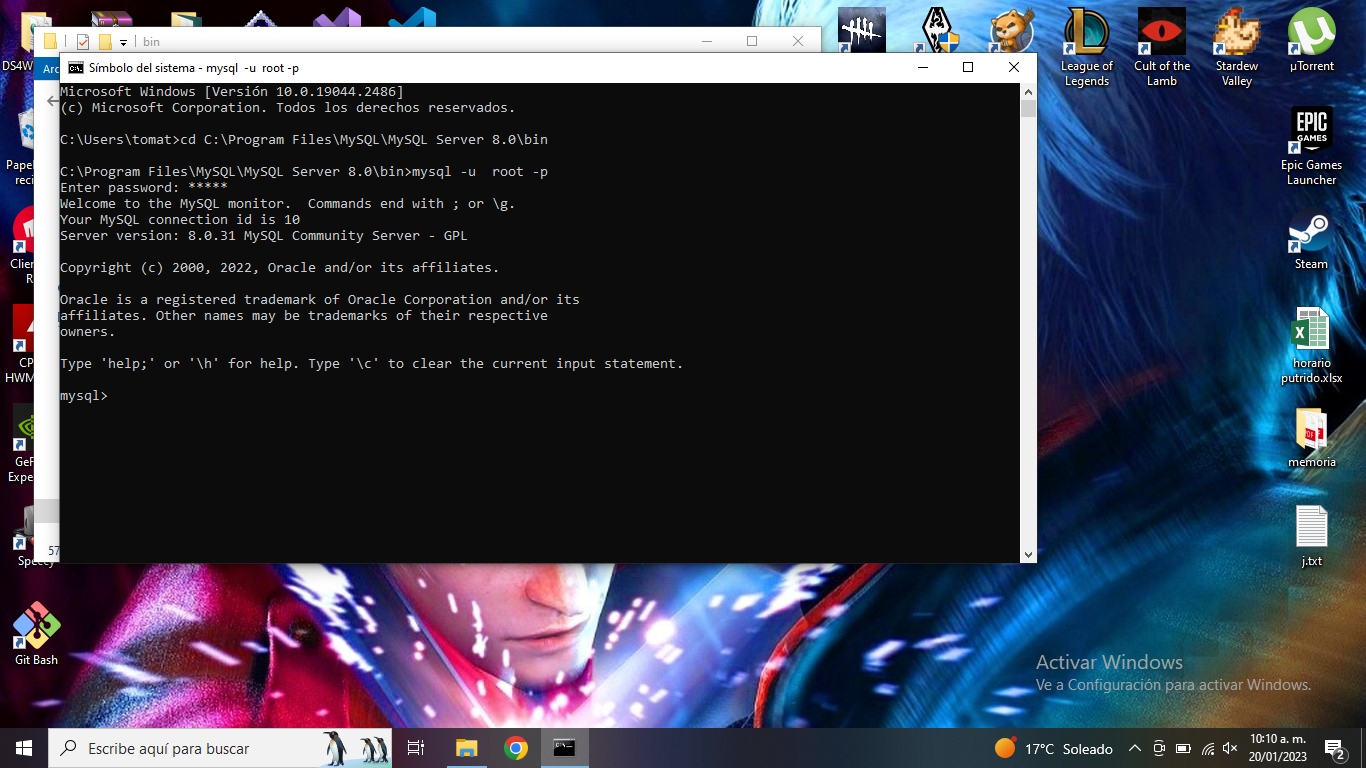 bin
Arc
Símbolo del sistema - mysql  -u  root -p
Microsoft Windows [Versión 10.0.19044.2486]
(c) Microsoft Corporation. Todos los derechos reservados.
C:\Users\tomat>cd C:\Program Files\MySQL\MySQL Server 8.0\bin
C:\Program Files\MySQL\MySQL Server 8.0\bin>mysql -u  root -p
Enter password: *****
Welcome to the MySQL monitor.  Commands end with ; or \g.
Your MySQL connection id is 10
Server version: 8.0.31 MySQL Community Server - GPL
Copyright (c) 2000, 2022, Oracle and/or its affiliates.
Oracle is a registered trademark of Oracle Corporation and/or its
affiliates. Other names may be trademarks of their respective
owners.
Type 'help;' or '\h' for help. Type '\c' to clear the current input statement.
mysql>
57
DS4W
Papel
reci
Clien
R
CP
HWM
GeF
Expe
Speccy
Git Bash
League of
Legends
Cult of the
Lamb
Stardew
Valley
µTorrent
EPIC
GAMES
Epic Games
Launcher
Steam
horario
putrido.xlsx
memoria
j.txt
Activar Windows
Ve a Configuración para activar Windows.
Escribe aquí para buscar
17°C  Soleado
10:10 a. m.
20/01/2023
2